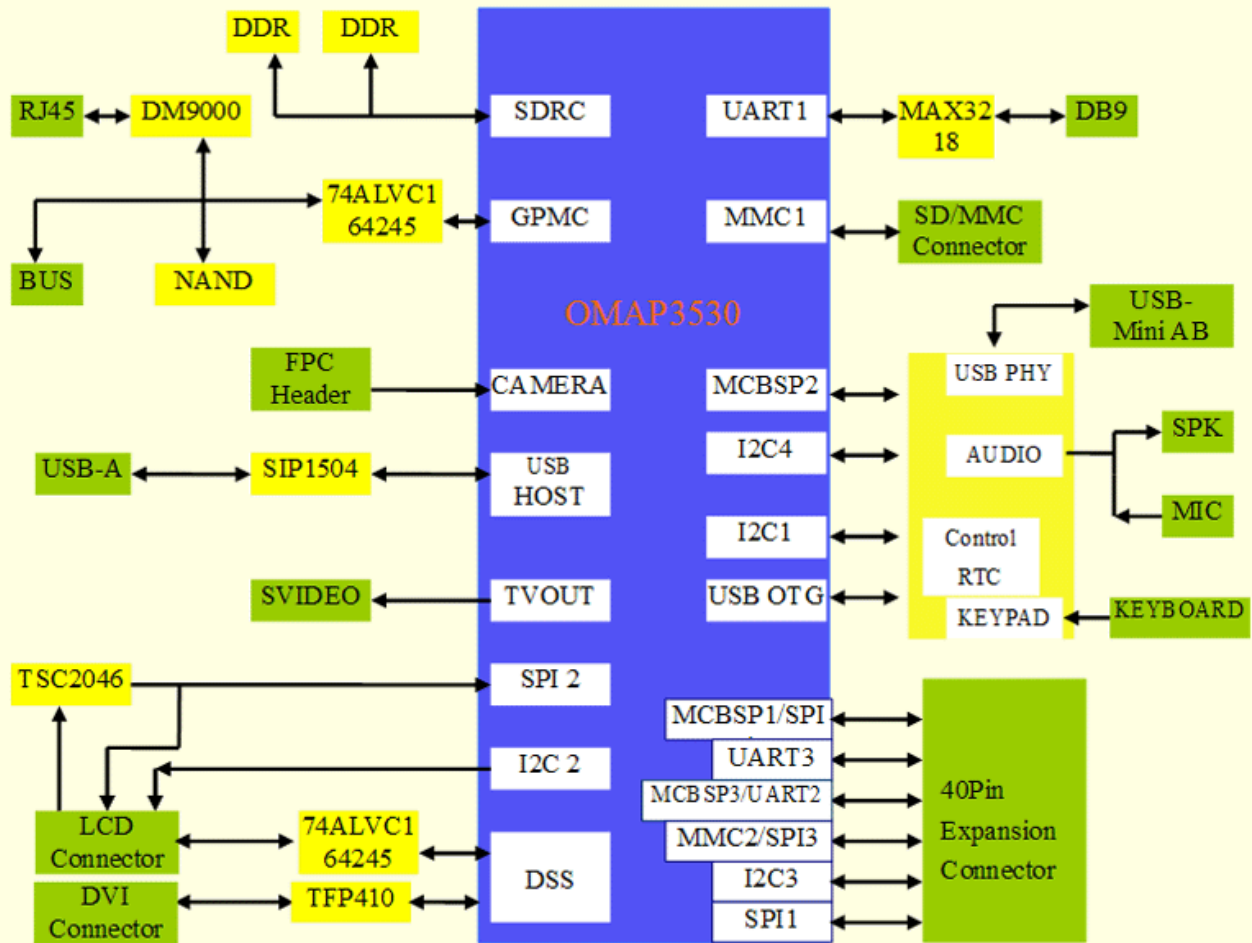 DDR
DDR
RJ45
DM9000
SDRC
UART1
MAX32
18
DB9
74ALVC1
64245
GPMC
MMC1
SD/MMC
Connector
BUS
NAND
OMAP3530
USB-
Mini AB
FPC
Header
CAMERA
MCBSP2
USB PHY
USB-A
SIP1504
USB
HOST
I2C4
AUDIO
SPK
MIC
I2C1
Control
RTC
SVIDEO
TVOUT
USB OTG
KEYPAD
KEYBOARD
TSC2046
SPI 2
MCBSP1/SPI
UART3
I2C 2
MCBSP3/UART2
MMC2/SPI3
I2C3
SPI1
40Pin
Expansion
Connector
LCD
Connector
74ALVC1
64245
DSS
DVI
Connector
TFP410